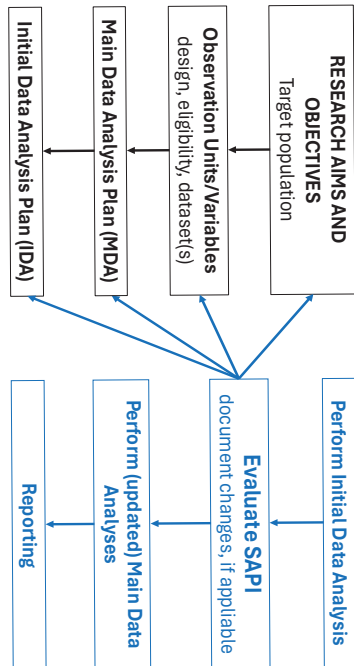 RESEARCH AIMS AND
OBJECTIVES
Target population
Observation Units/Variables
design, eligibility, dataset(s)
Main Data Analysis Plan (MDA)
Initial Data Analysis Plan (IDA)
Perform Initial Data Analysis
Evaluate SAPI
document changes, if appliable
Perform (updated) Main Data
Analyses
Reporting